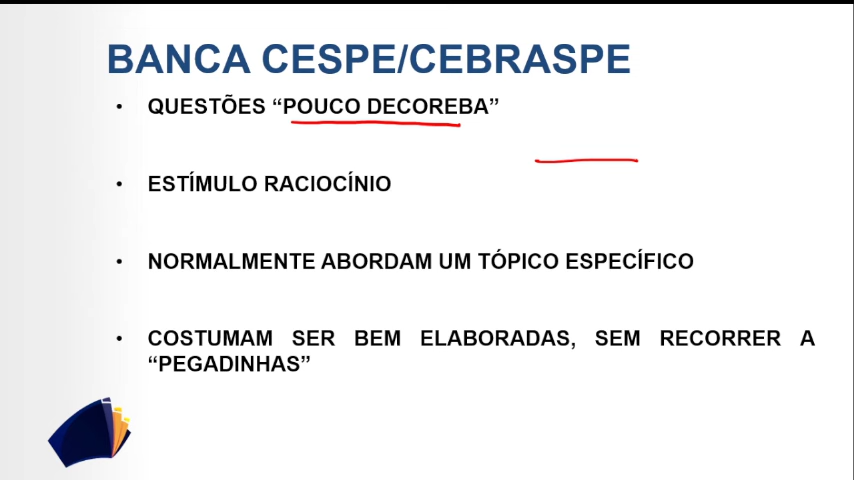 BANCA CESPE/CEBRASPE
• QUESTÕES “POUCO DECOREBA”
• ESTÍMULO RACIOCÍNIO
• NORMALMENTE ABORDAM UM TÓPICO ESPECÍFICO
• COSTUMAM SER BEM ELABORADAS, SEM RECORRER A
“PEGADINHAS”